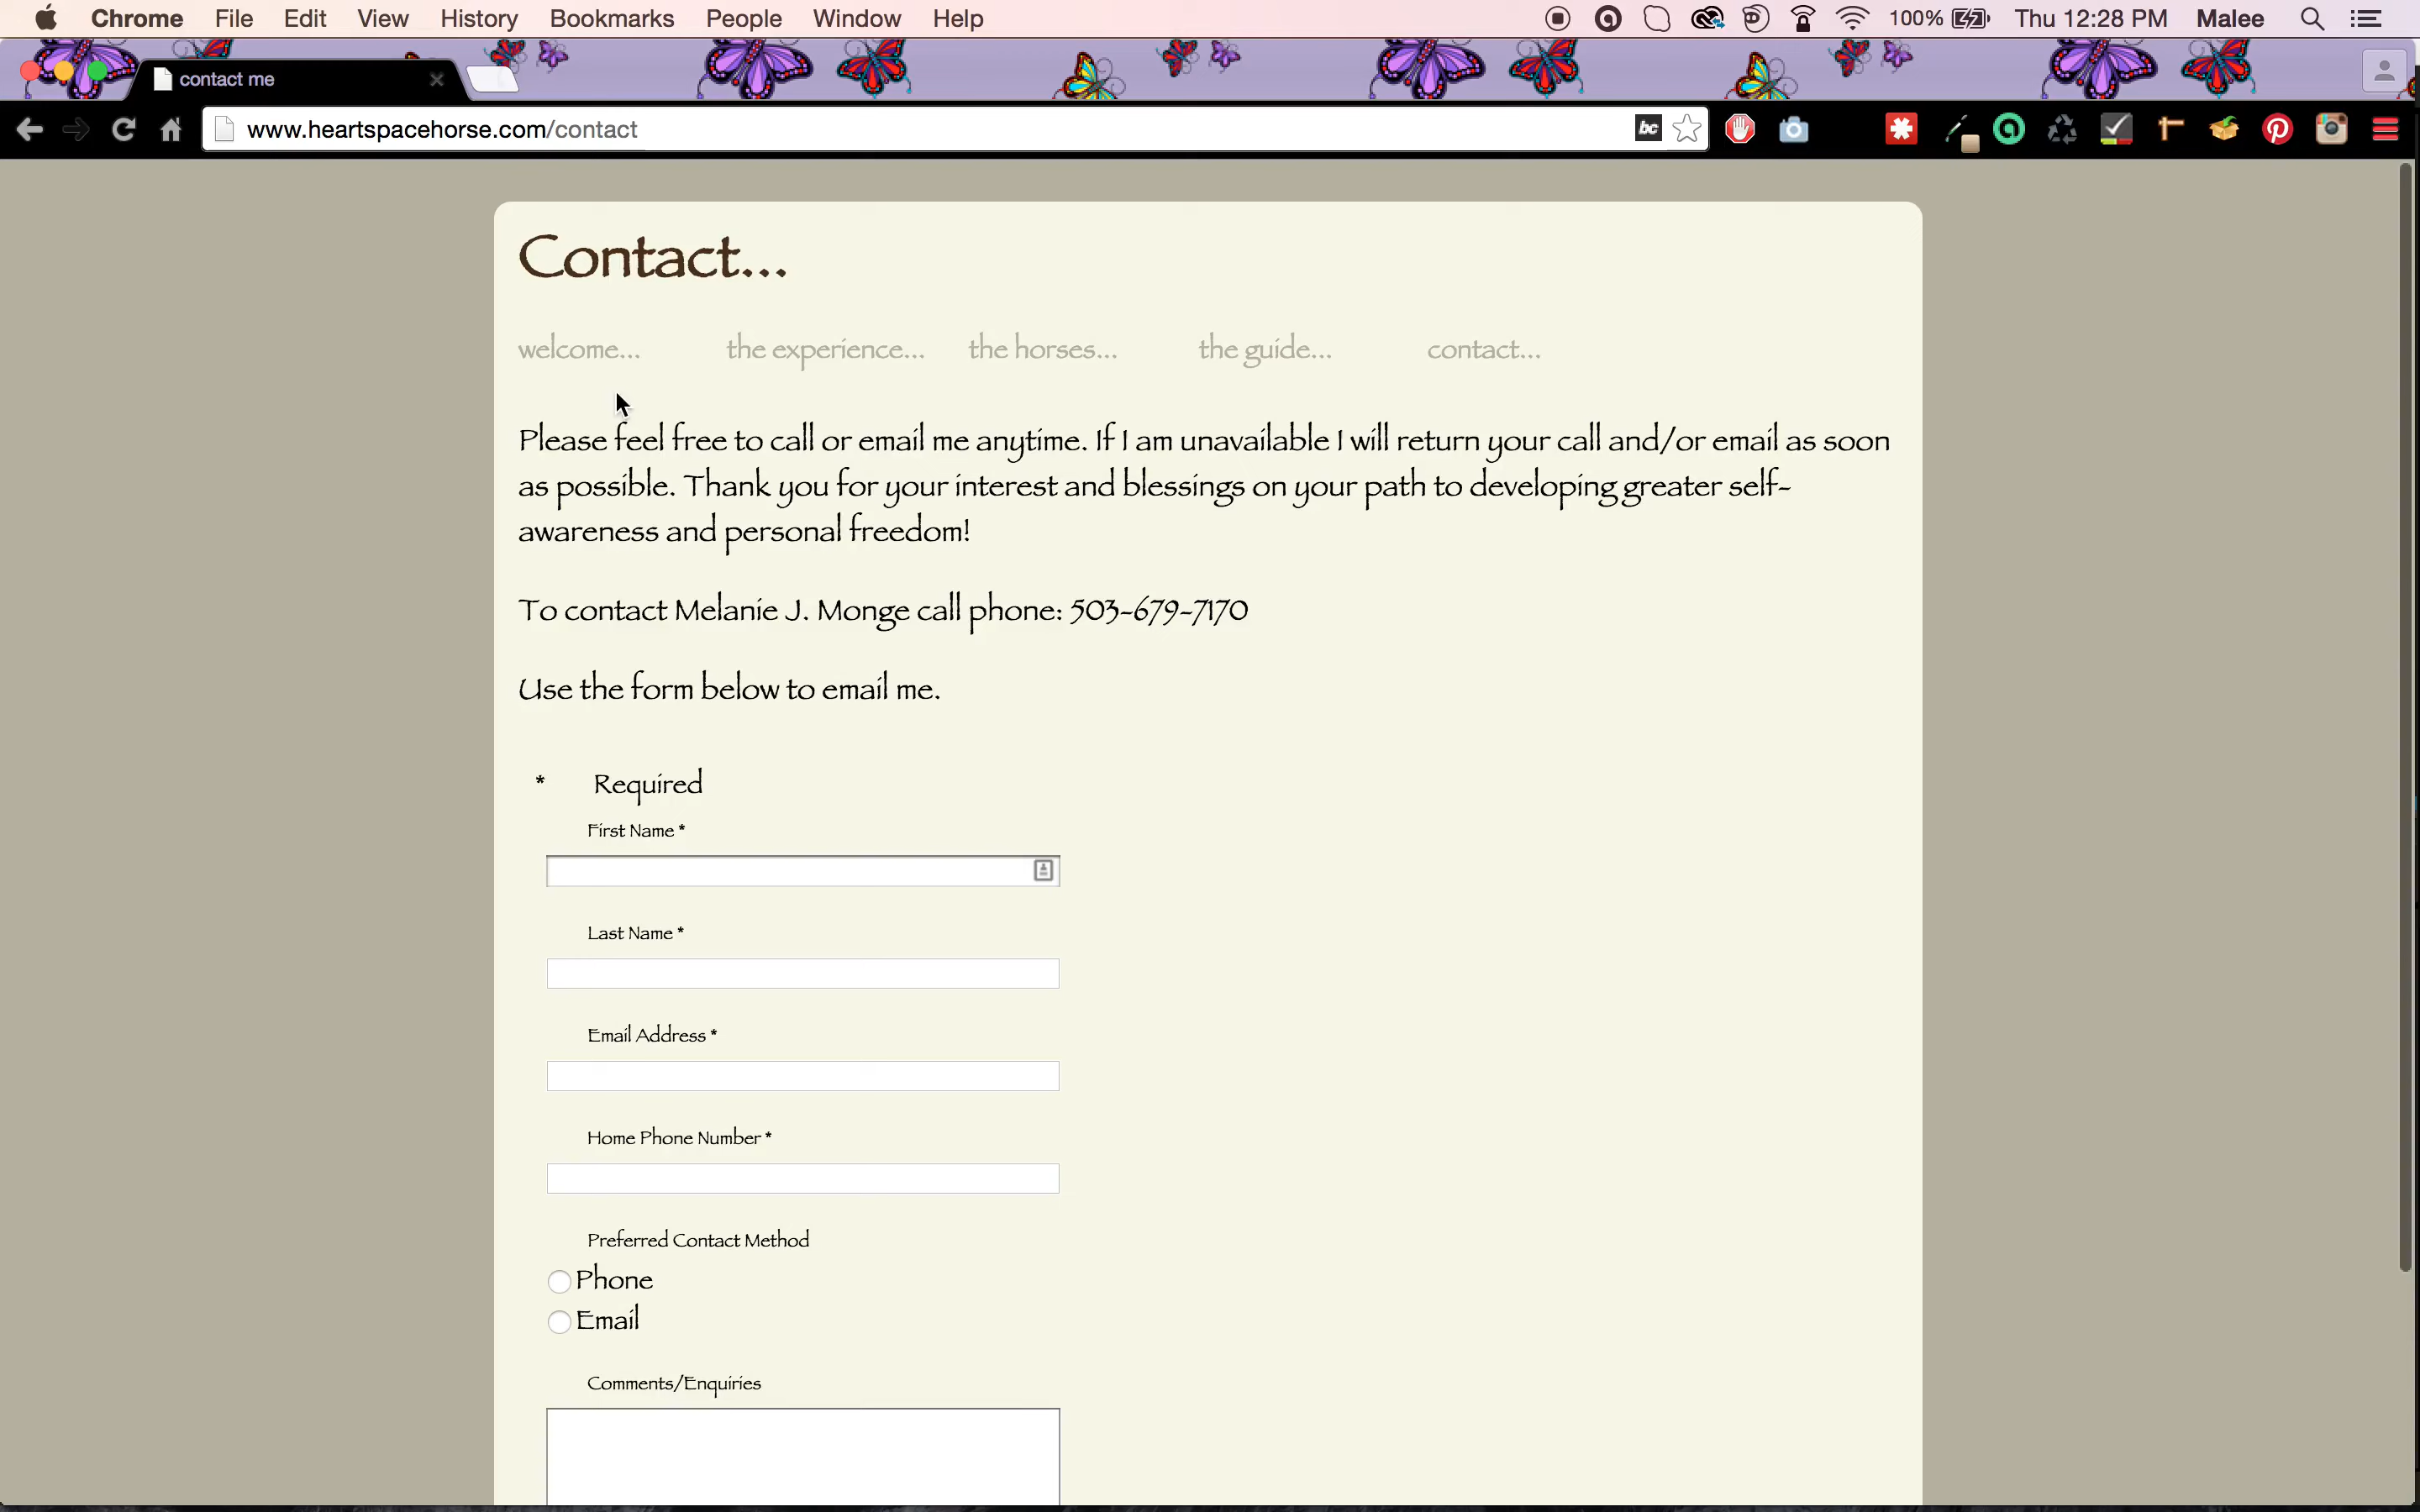 Chrome File Edit View History Bookmarks People Window Help 100% Thu 12:28 PM Malee
contact me
www.heartspacehorse.com/contact bc
Contact...
welcome... the experience... the horses... the guide... contact...
Please feel free to call or email me anytime. If I am unavailable I will return your call and/or email as soon
as possible. Thank you for your interest and blessings on your path to developing greater self-
awareness and personal freedom!
To contact Melanie J. Monge call phone: 503-679-7170
Use the form below to email me.
* Required
First Name *
Last Name *
Email Address *
Home Phone Number *
Preferred Contact Method
Phone
Email
Comments/Enquiries